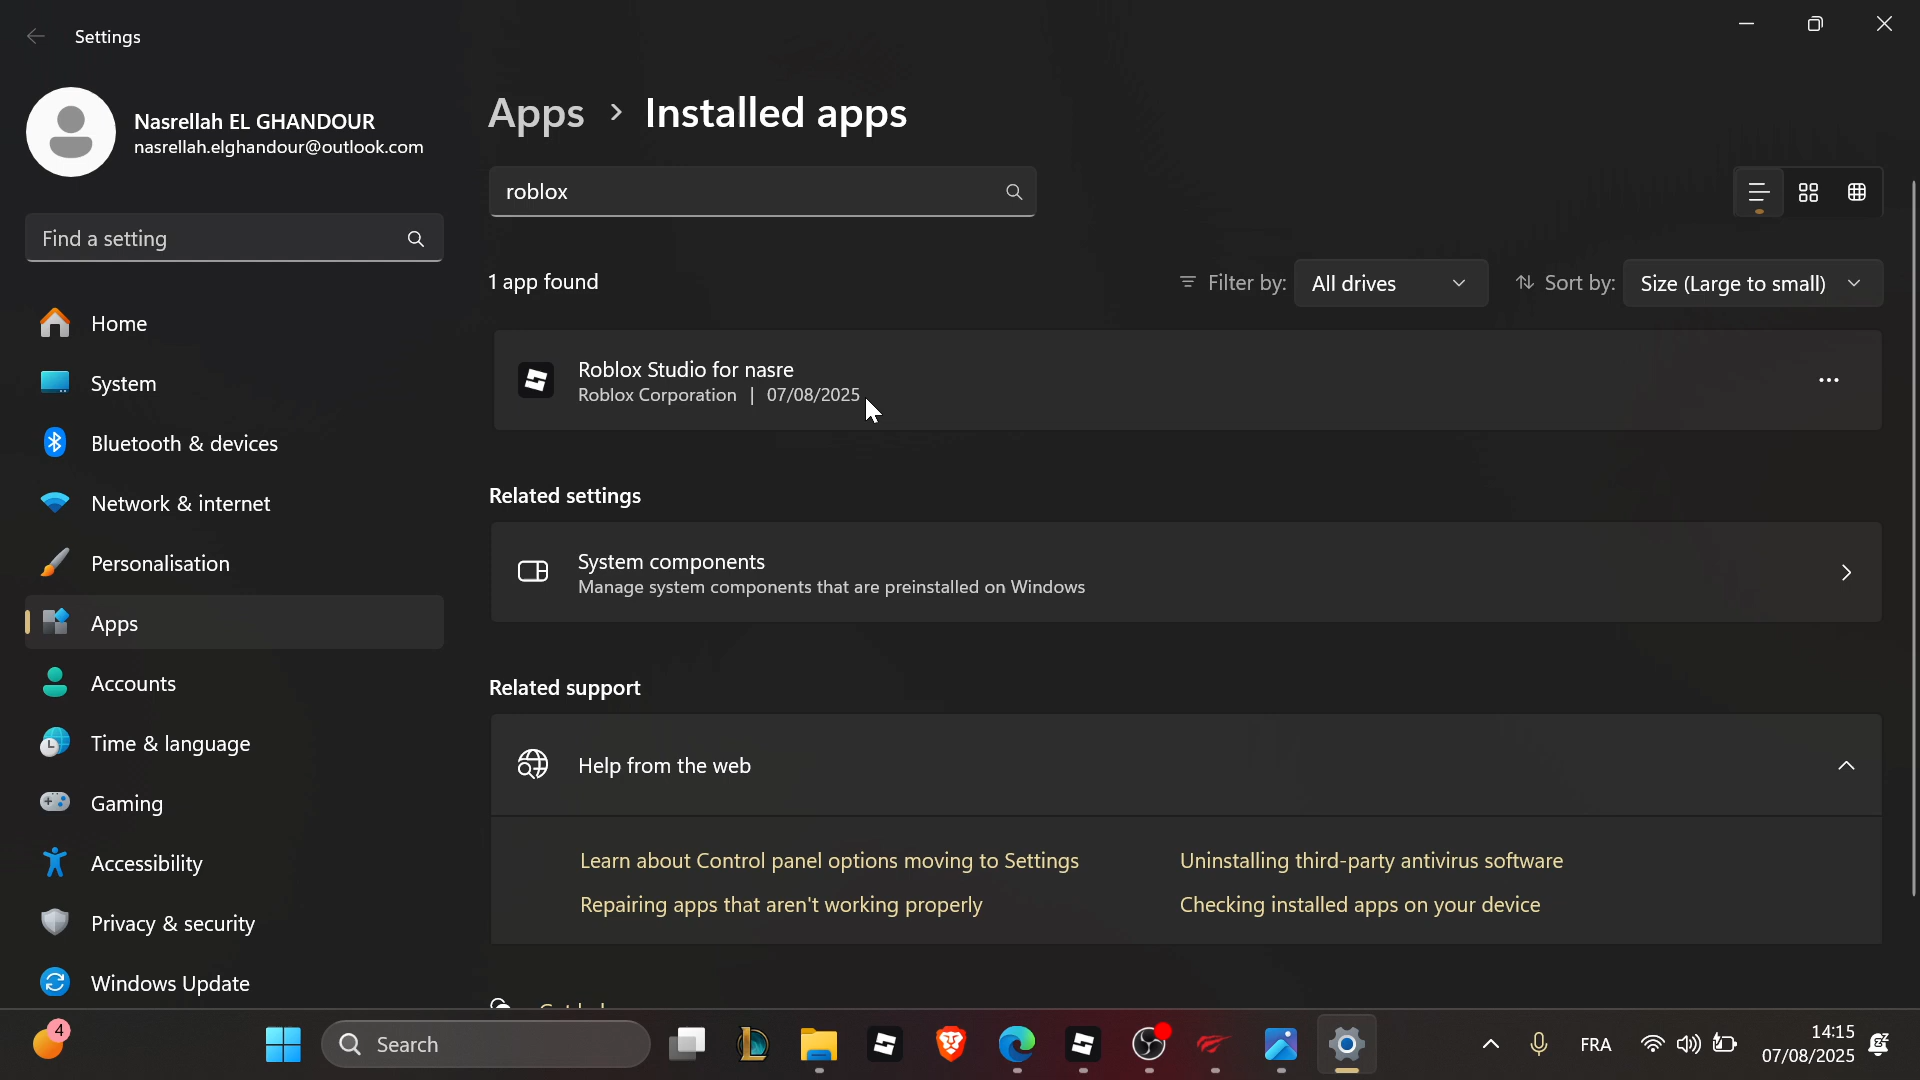 Settings
Nasrellah EL GHANDOUR
nasrellah.elghandour@outlook.com
Find a setting
Home
System
Bluetooth & devices
Network & internet
Personalisation
Apps
Accounts
Time & language
Gaming
Accessibility
Privacy & security
Windows Update
Apps > Installed apps
roblox
1 app found
Filter by: All drives
Sort by: Size (Large to small)
Roblox Studio for nasre
Roblox Corporation | 07/08/2025
Related settings
System components
Manage system components that are preinstalled on Windows
Related support
Help from the web
Learn about Control panel options moving to Settings
Uninstalling third-party antivirus software
Repairing apps that aren't working properly
Checking installed apps on your device
4
Search
FRA
14:15
07/08/2025